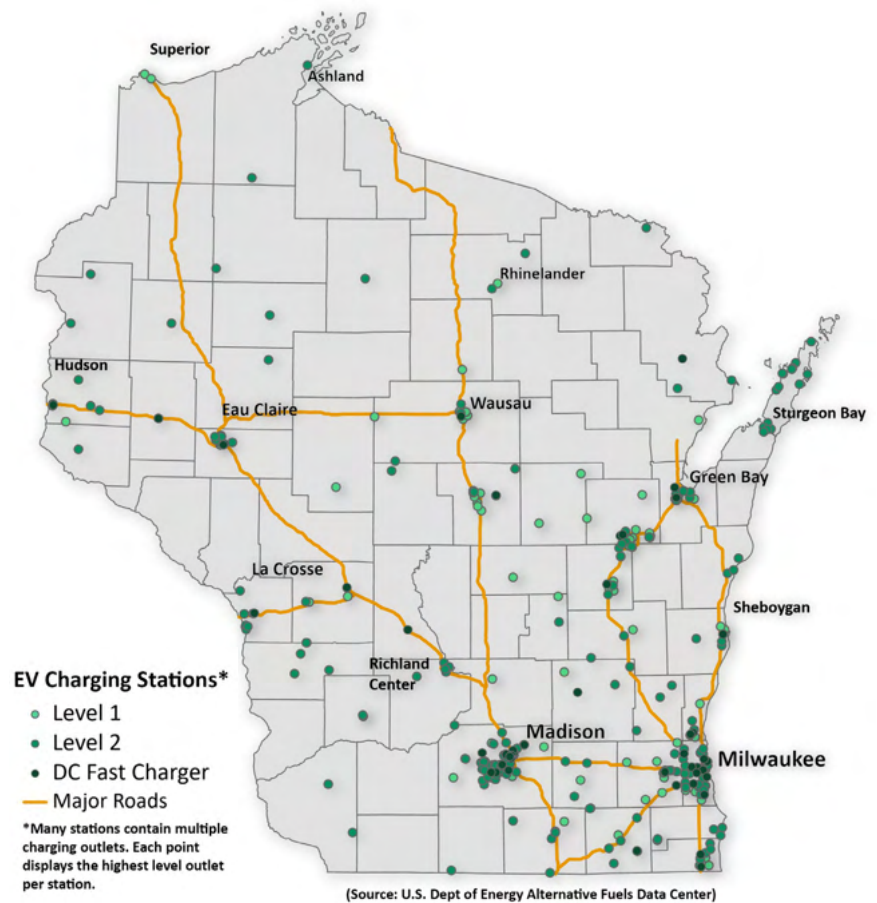 Superior
Ashland
Rhinelander
Hudson
Eau Claire
Wausau
Sturgeon Bay
Green Bay
La Crosse
Sheboygan
Richland
Center
Madison
Milwaukee
EV Charging Stations*
Level 1
Level 2
DC Fast Charger
Major Roads
*Many stations contain multiple
charging outlets. Each point
displays the highest level outlet
per station.
(Source: U.S. Dept of Energy Alternative Fuels Data Center)